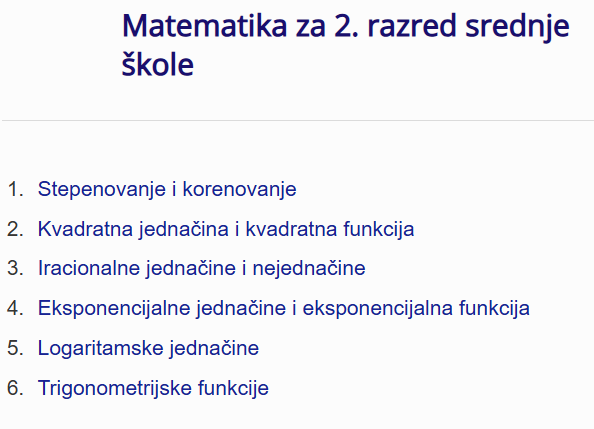 Matematika za 2. razred srednje
škole
1. Stepenovanje i korenovanje
2. Kvadratna jednačina i kvadratna funkcija
3. Iracionalne jednačine i nejednačine
4. Eksponencijalne jednačine i eksponencijalna funkcija
5. Logaritamske jednačine
6. Trigonometrijske funkcije